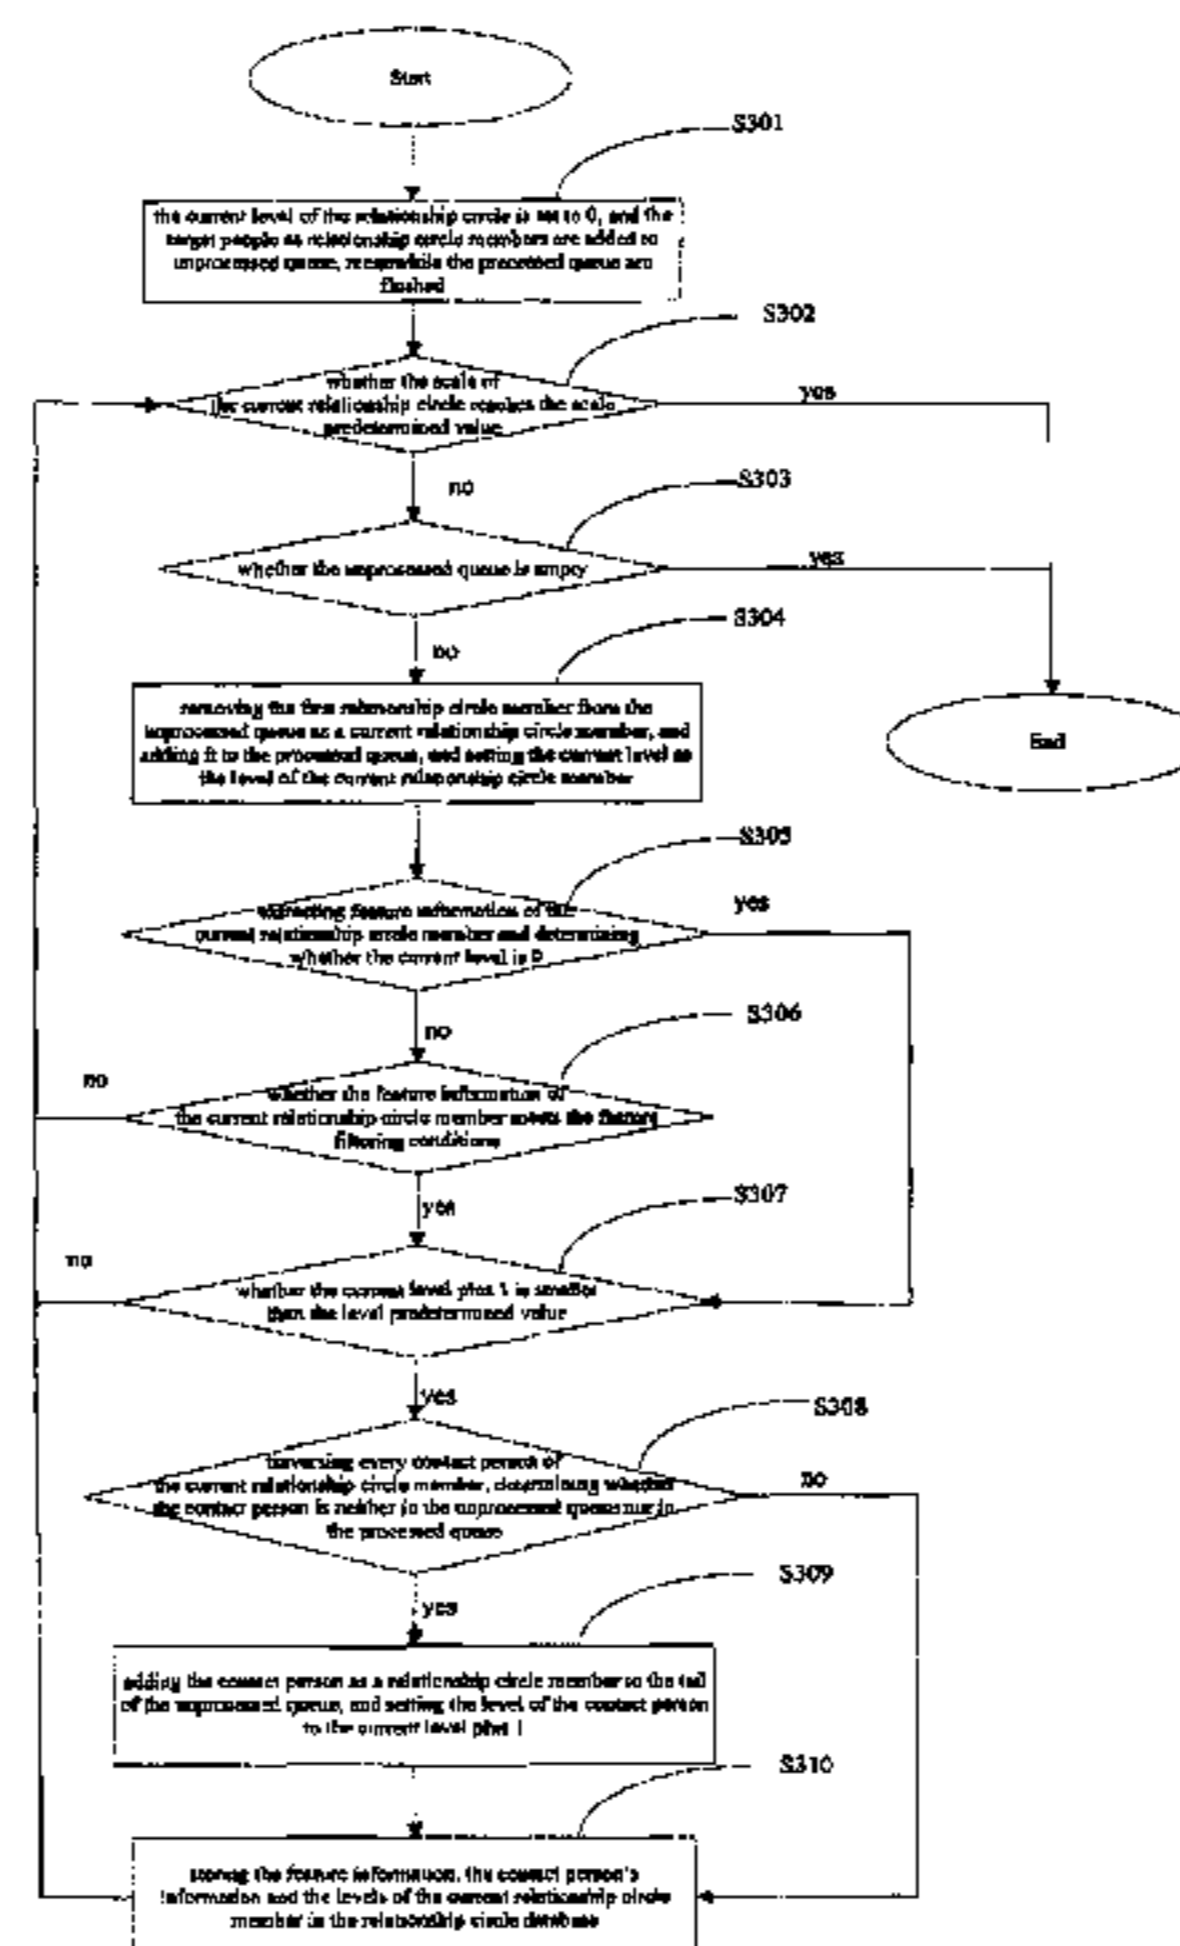 Start
S301
the current level of the relationship circle is set to 0, and the
target people as relationship circle members are added to
unprocessed queue, meanwhile the processed queue are
flushed
S302
whether the scale of
the current relationship circle reaches the scale
predetermined value
yes
no
S303
whether the unprocessed queue is empty
yes
no
S304
removing the first relationship circle member from the
unprocessed queue as a current relationship circle member, and
adding it to the processed queue, and setting the current level as
the level of the current relationship circle member
End
S305
extracting feature information of the
current relationship circle member and determining
whether the current level is 0
yes
no
S306
whether the feature information of
the current relationship circle member meets the feature
filtering conditions
no
yes
S307
whether the current level plus 1 is smaller
than the level predetermined value
no
yes
S308
traversing every contact person of
the current relationship circle member, determining whether
the contact person is neither in the unprocessed queue nor in
the processed queue
no
yes
S309
adding the contact person as a relationship circle member to the tail
of the unprocessed queue, and setting the level of the contact person
to the current level plus 1
S310
storing the feature information, the contact person's
information and the levels of the current relationship circle
member in the relationship circle database